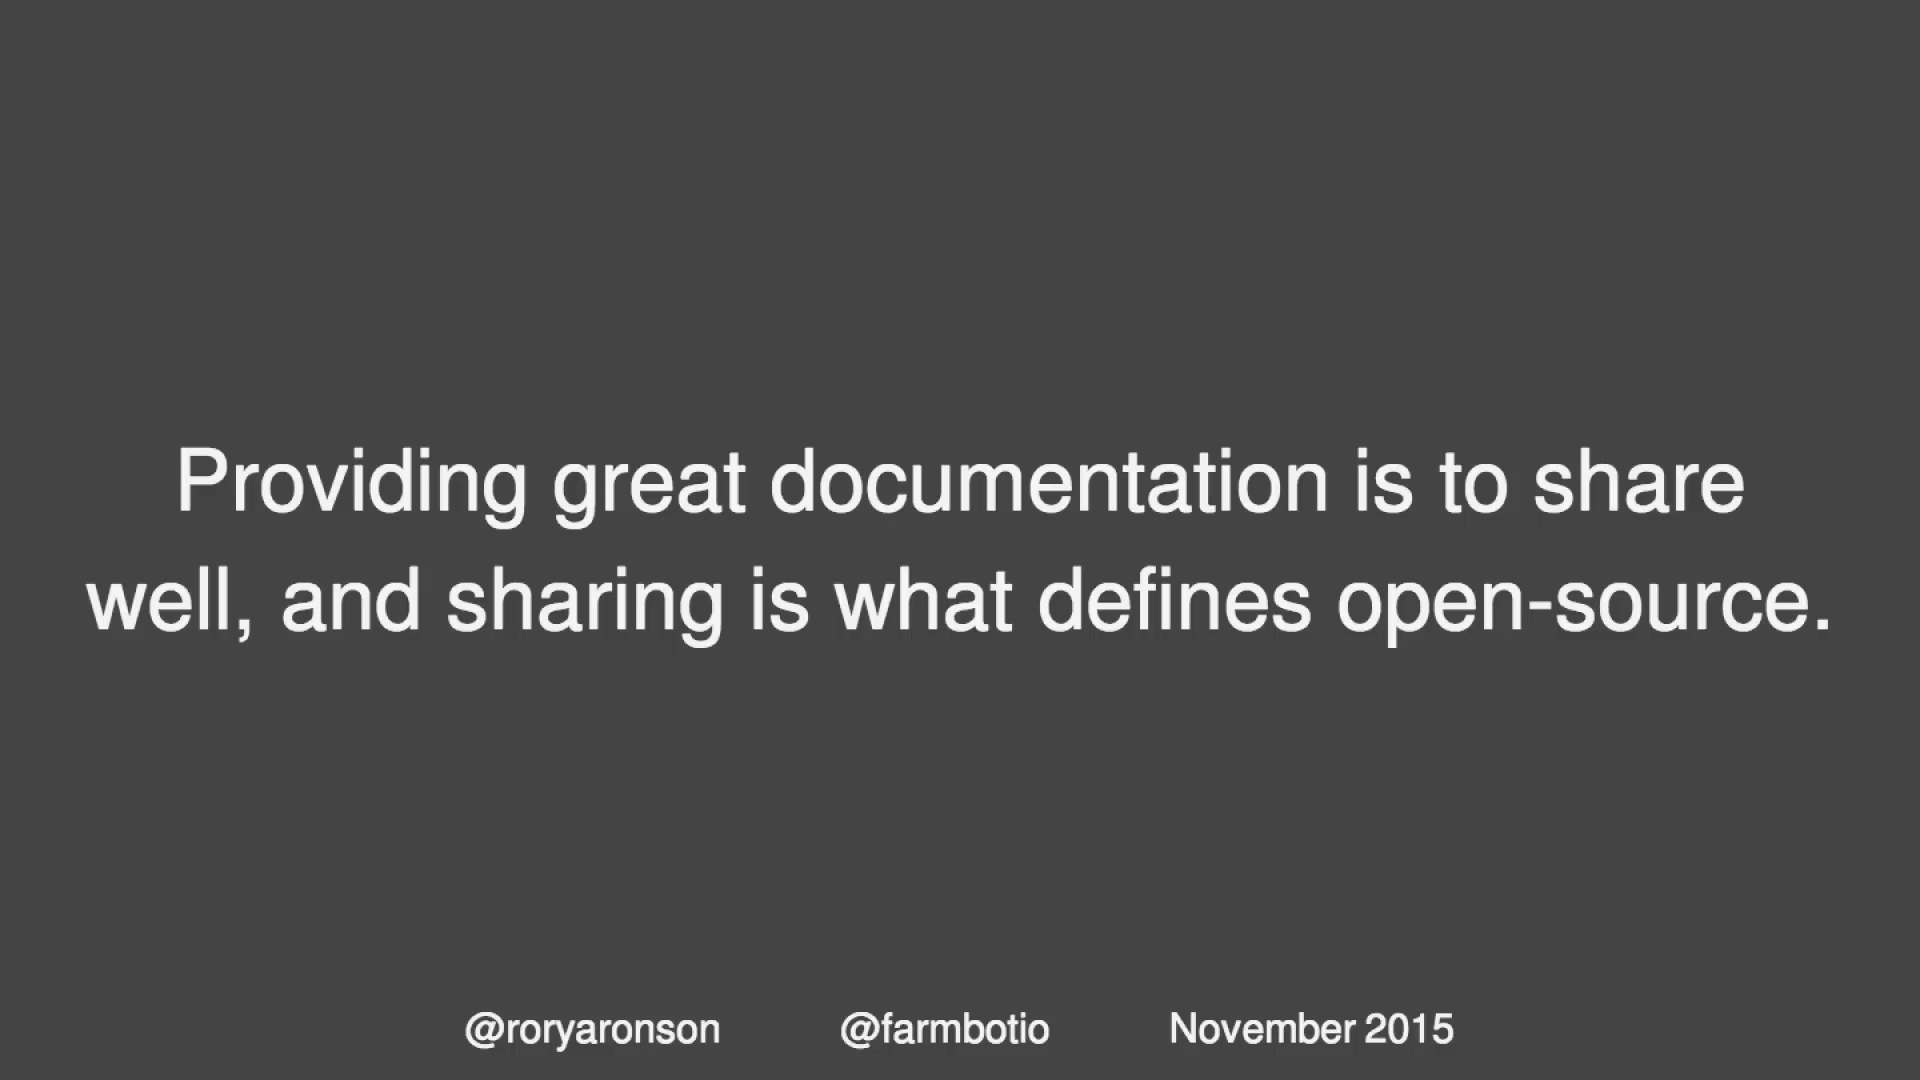 Providing great documentation is to share
well, and sharing is what defines open-source.
@roryaronson @farmbotio November 2015